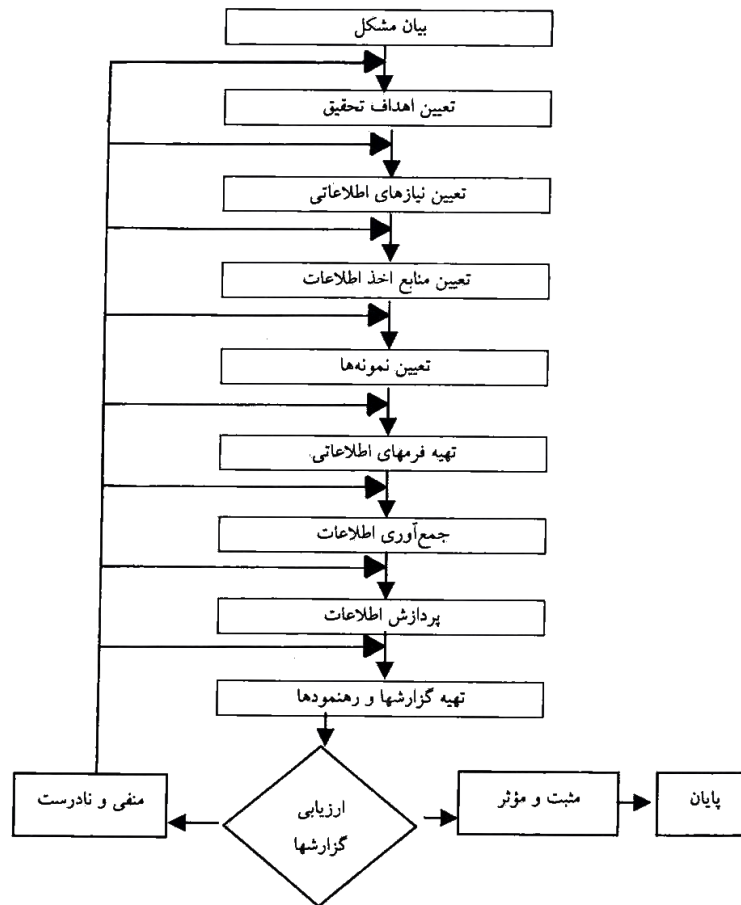 بیان مشکل
تعیین اهداف تحقیق
تعیین نیازهای اطلاعاتی
تعیین منابع اخذ اطلاعات
تعیین نمونه‌ها
تهیه فرمهای اطلاعاتی
جمع‌آوری اطلاعات
پردازش اطلاعات
تهیه گزارشها و رهنمودها
ارزیابی
گزارشها
مثبت و مؤثر
پایان
منفی و نادرست